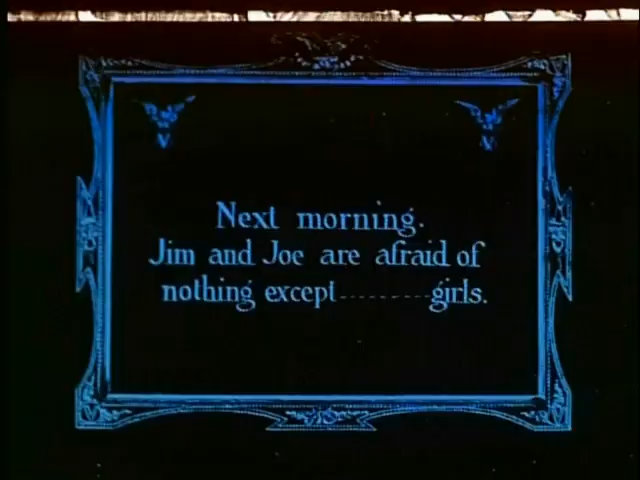 Next morning.
Jim and Joe are afraid of
nothing except---------girls.